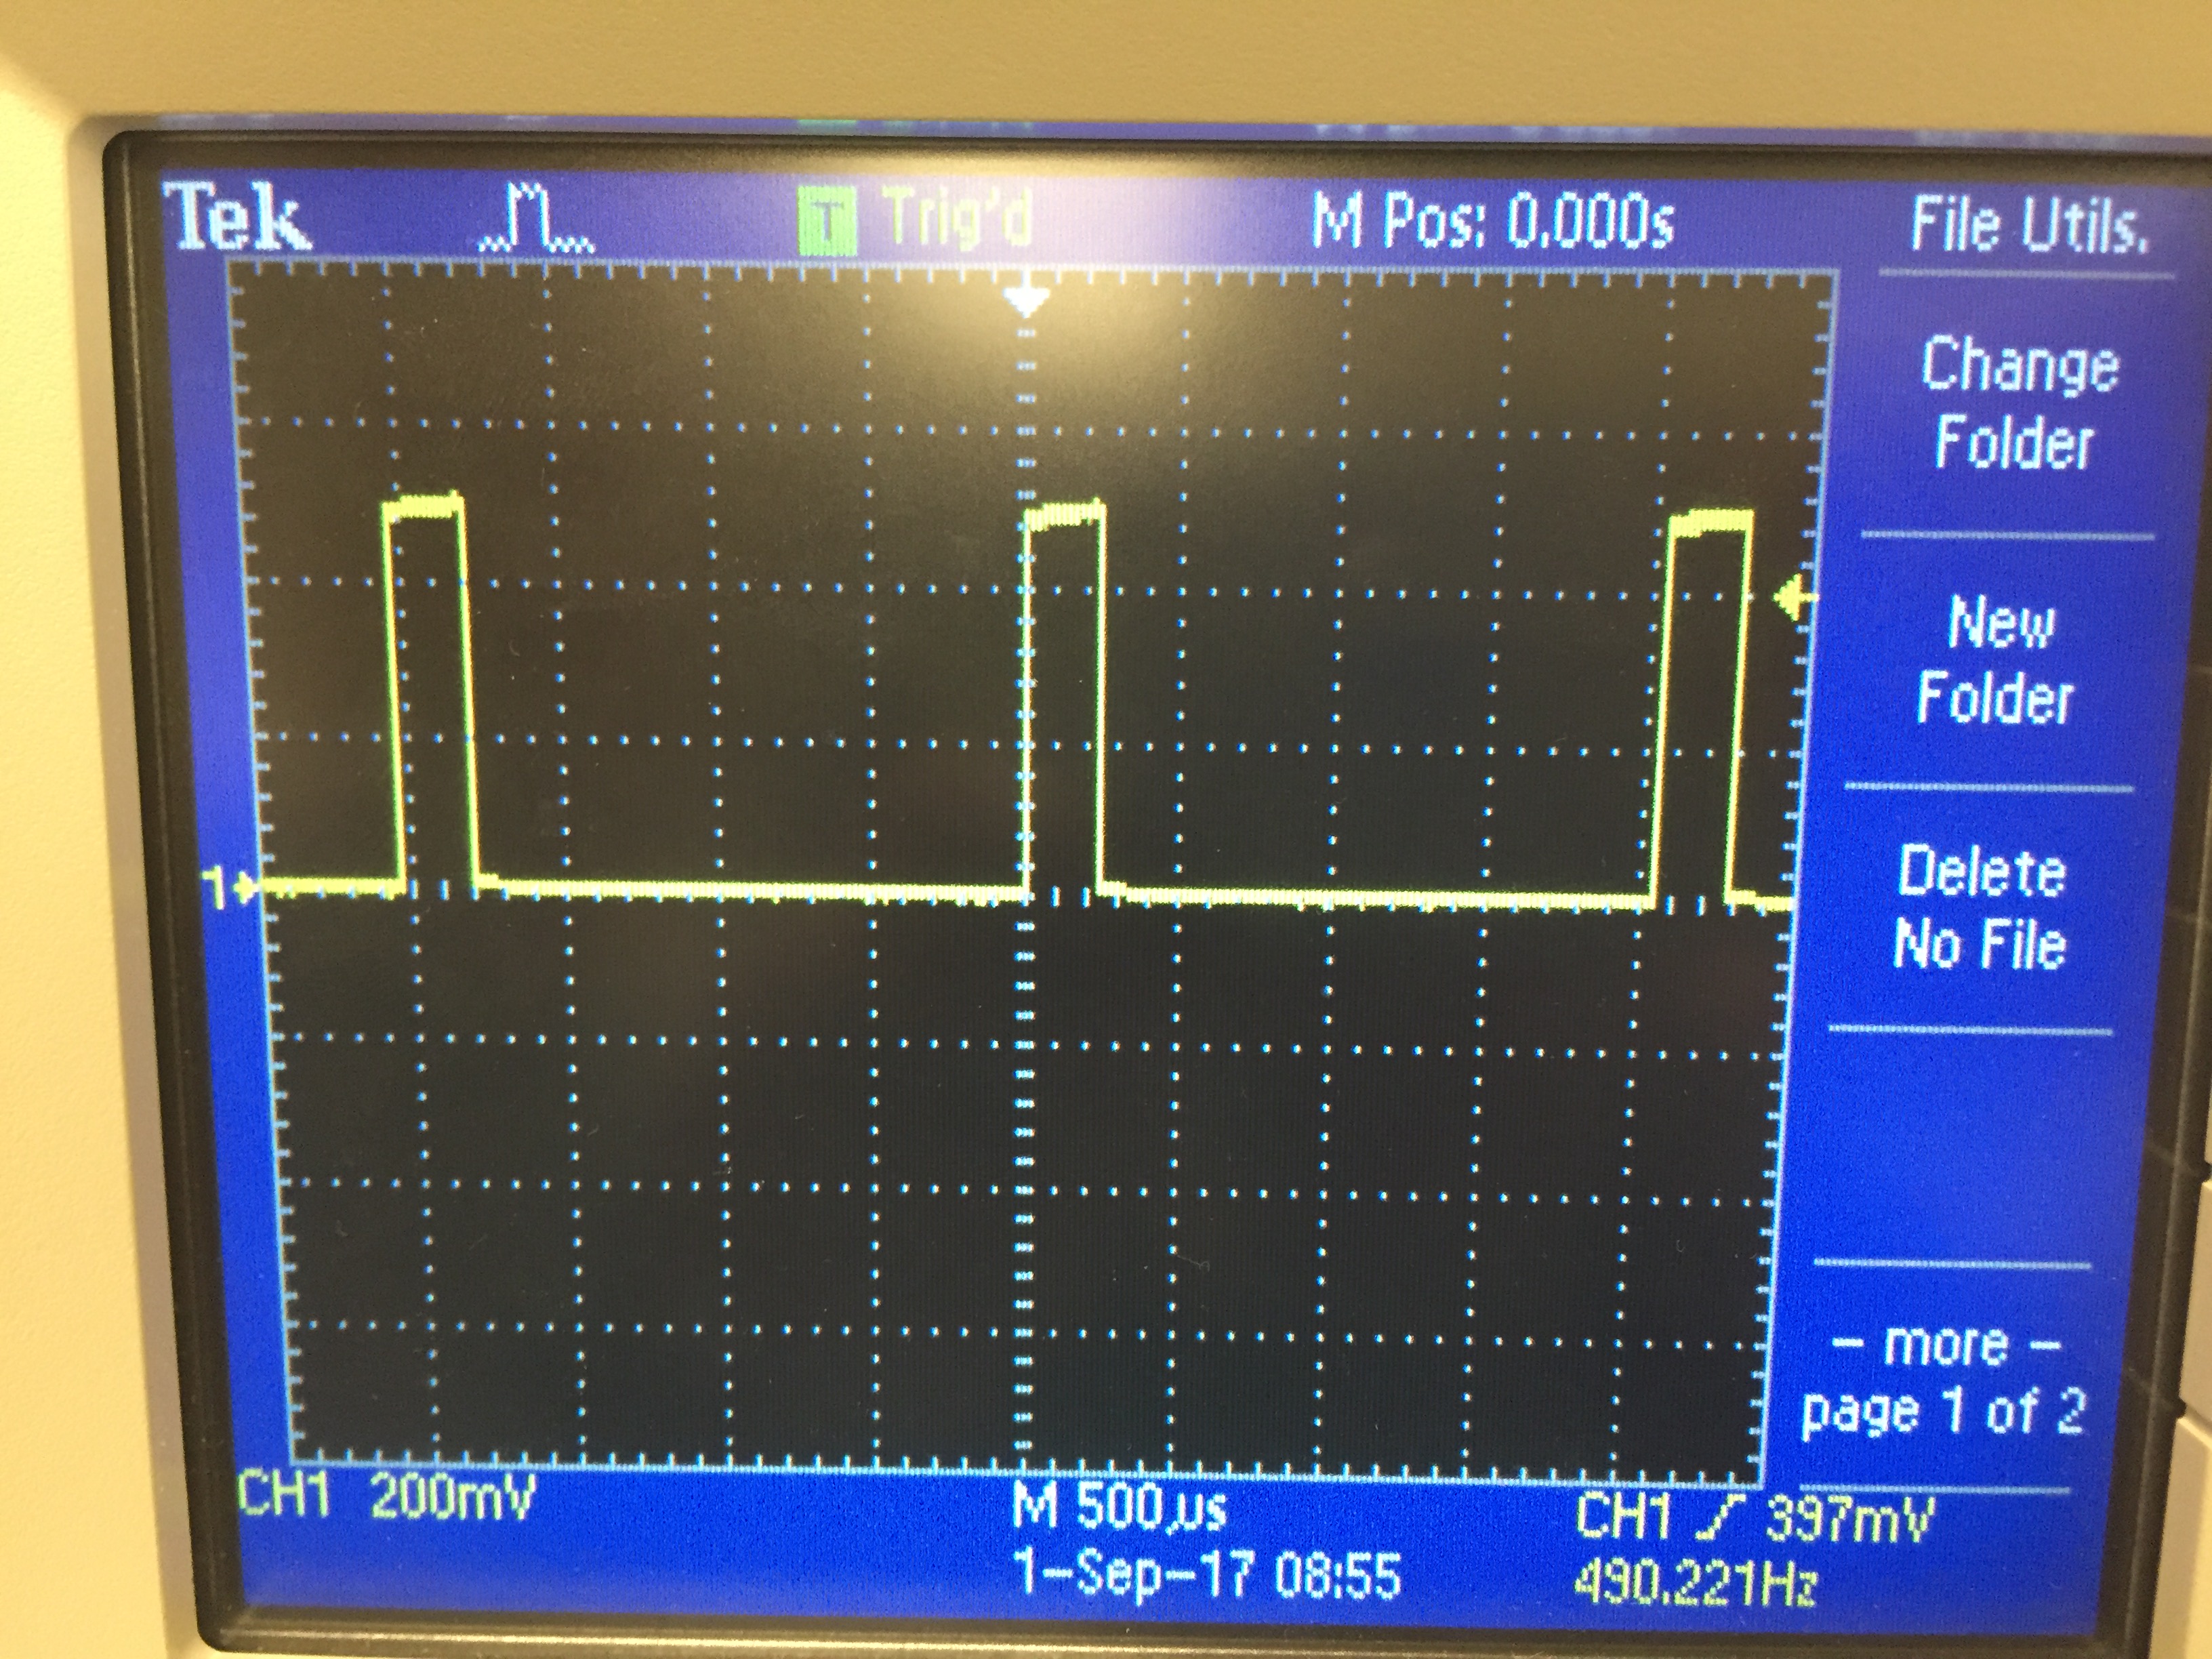 Tek
T Trig'd
M Pos: 0.000s
File Utils.
Change
Folder
New
Folder
Delete
No File
– more –
page 1 of 2
1
CH1 200mV
M 500µs
CH1 397mV
1-Sep-17 08:55
490.221Hz